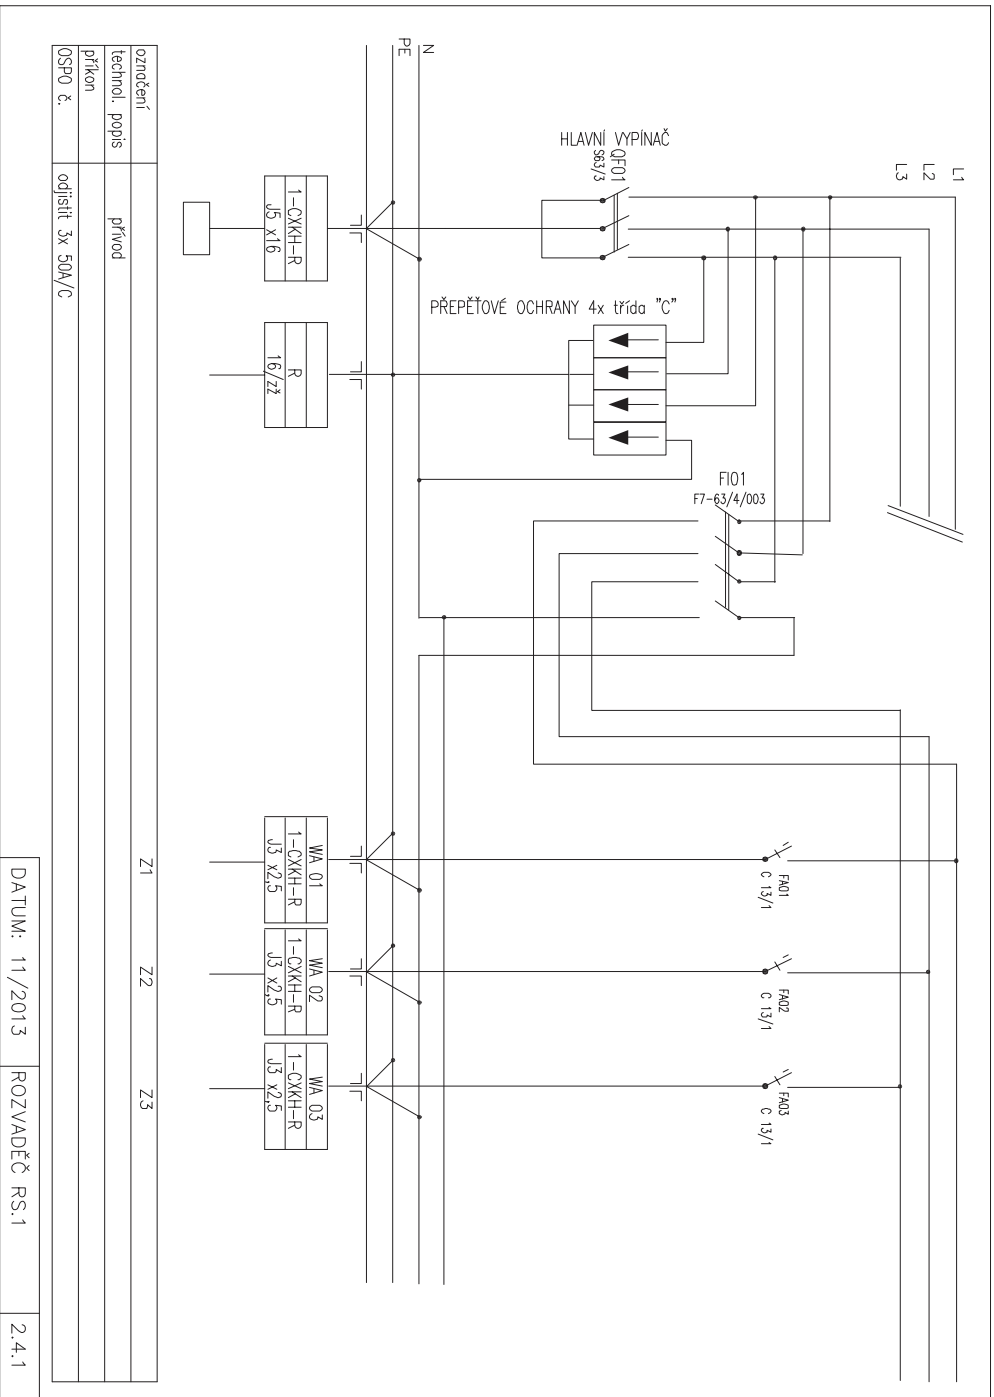 L1
L2
L3
HLAVNÍ VYPÍNAČ
QF01
S63/3
PŘEPĚŤOVÉ OCHRANY 4x třída "C"
FI01
F7-63/4/003
FA01
C 13/1
FA02
C 13/1
FA03
C 13/1
N
PE
1-CXKH-R
J5 x16
R
16/zž
WA 01
1-CXKH-R
J3 x2,5
WA 02
1-CXKH-R
J3 x2,5
WA 03
1-CXKH-R
J3 x2,5
označení
Z1
Z2
Z3
technol. popis
přívod
příkon
OSPO č.
odjistit 3x 50A/C
DATUM: 11/2013
ROZVADĚČ RS.1
2.4.1